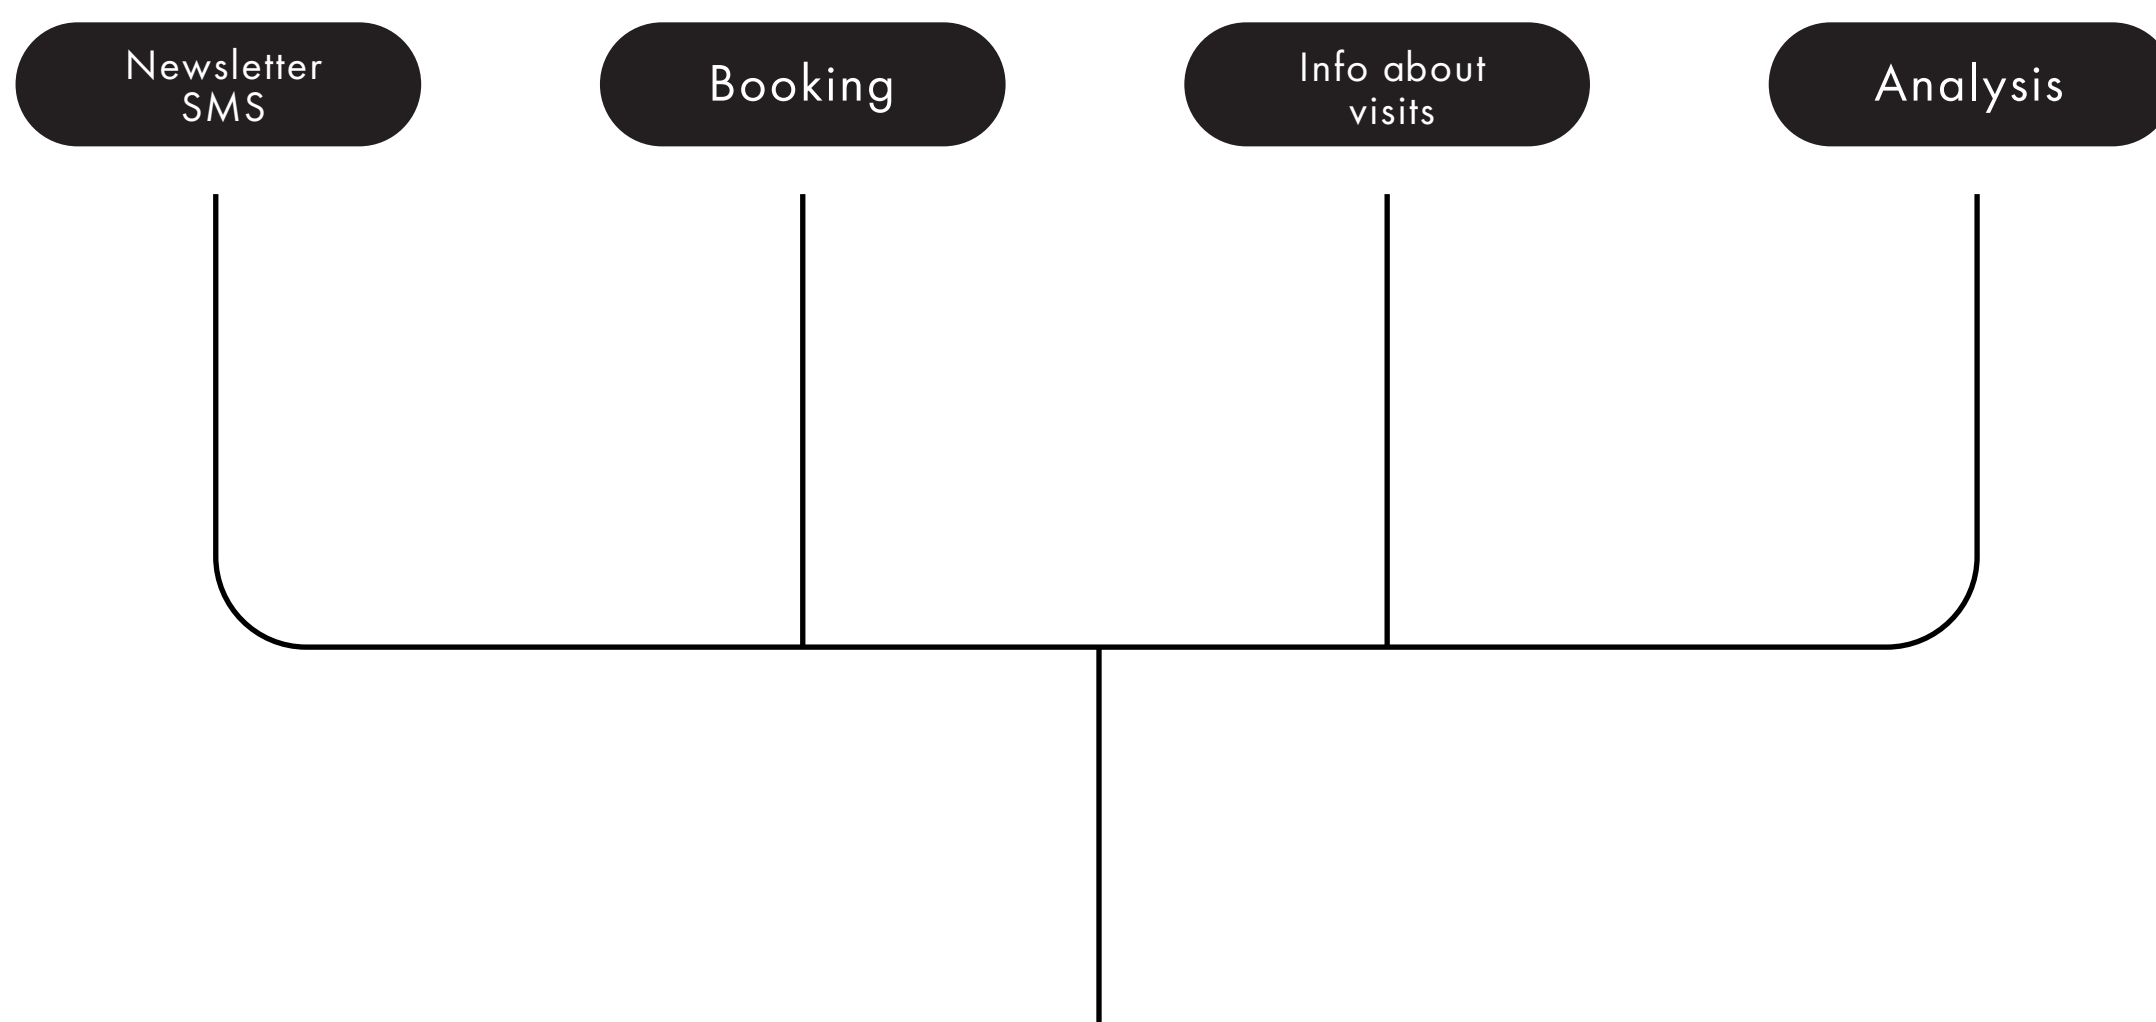 Newsletter
SMS
Booking
Info about
visits
Analysis